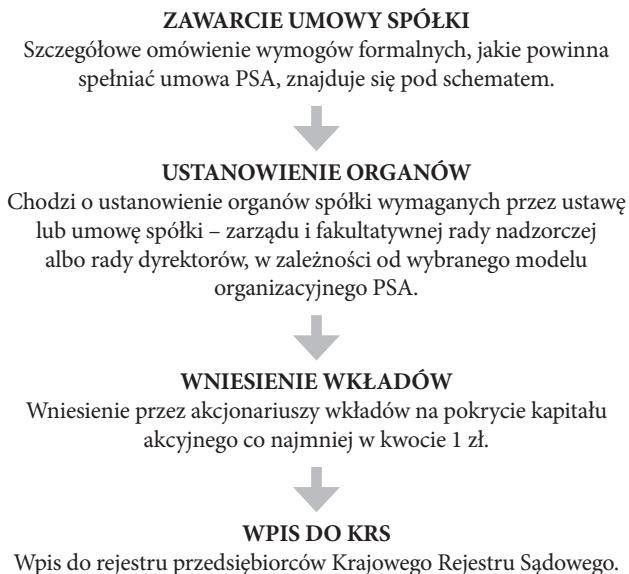 ZAWARCIE UMOWY SPÓŁKI
Szczegółowe omówienie wymogów formalnych, jakie powinna
spełniać umowa PSA, znajduje się pod schematem.
USTANOWIENIE ORGANÓW
Chodzi o ustanowienie organów spółki wymaganych przez ustawę
lub umowę spółki – zarządu i fakultatywnej rady nadzorczej
albo rady dyrektorów, w zależności od wybranego modelu
organizacyjnego PSA.
WNIESIENIE WKŁADÓW
Wniesienie przez akcjonariuszy wkładów na pokrycie kapitału
akcyjnego co najmniej w kwocie 1 zł.
WPIS DO KRS
Wpis do rejestru przedsiębiorców Krajowego Rejestru Sądowego.